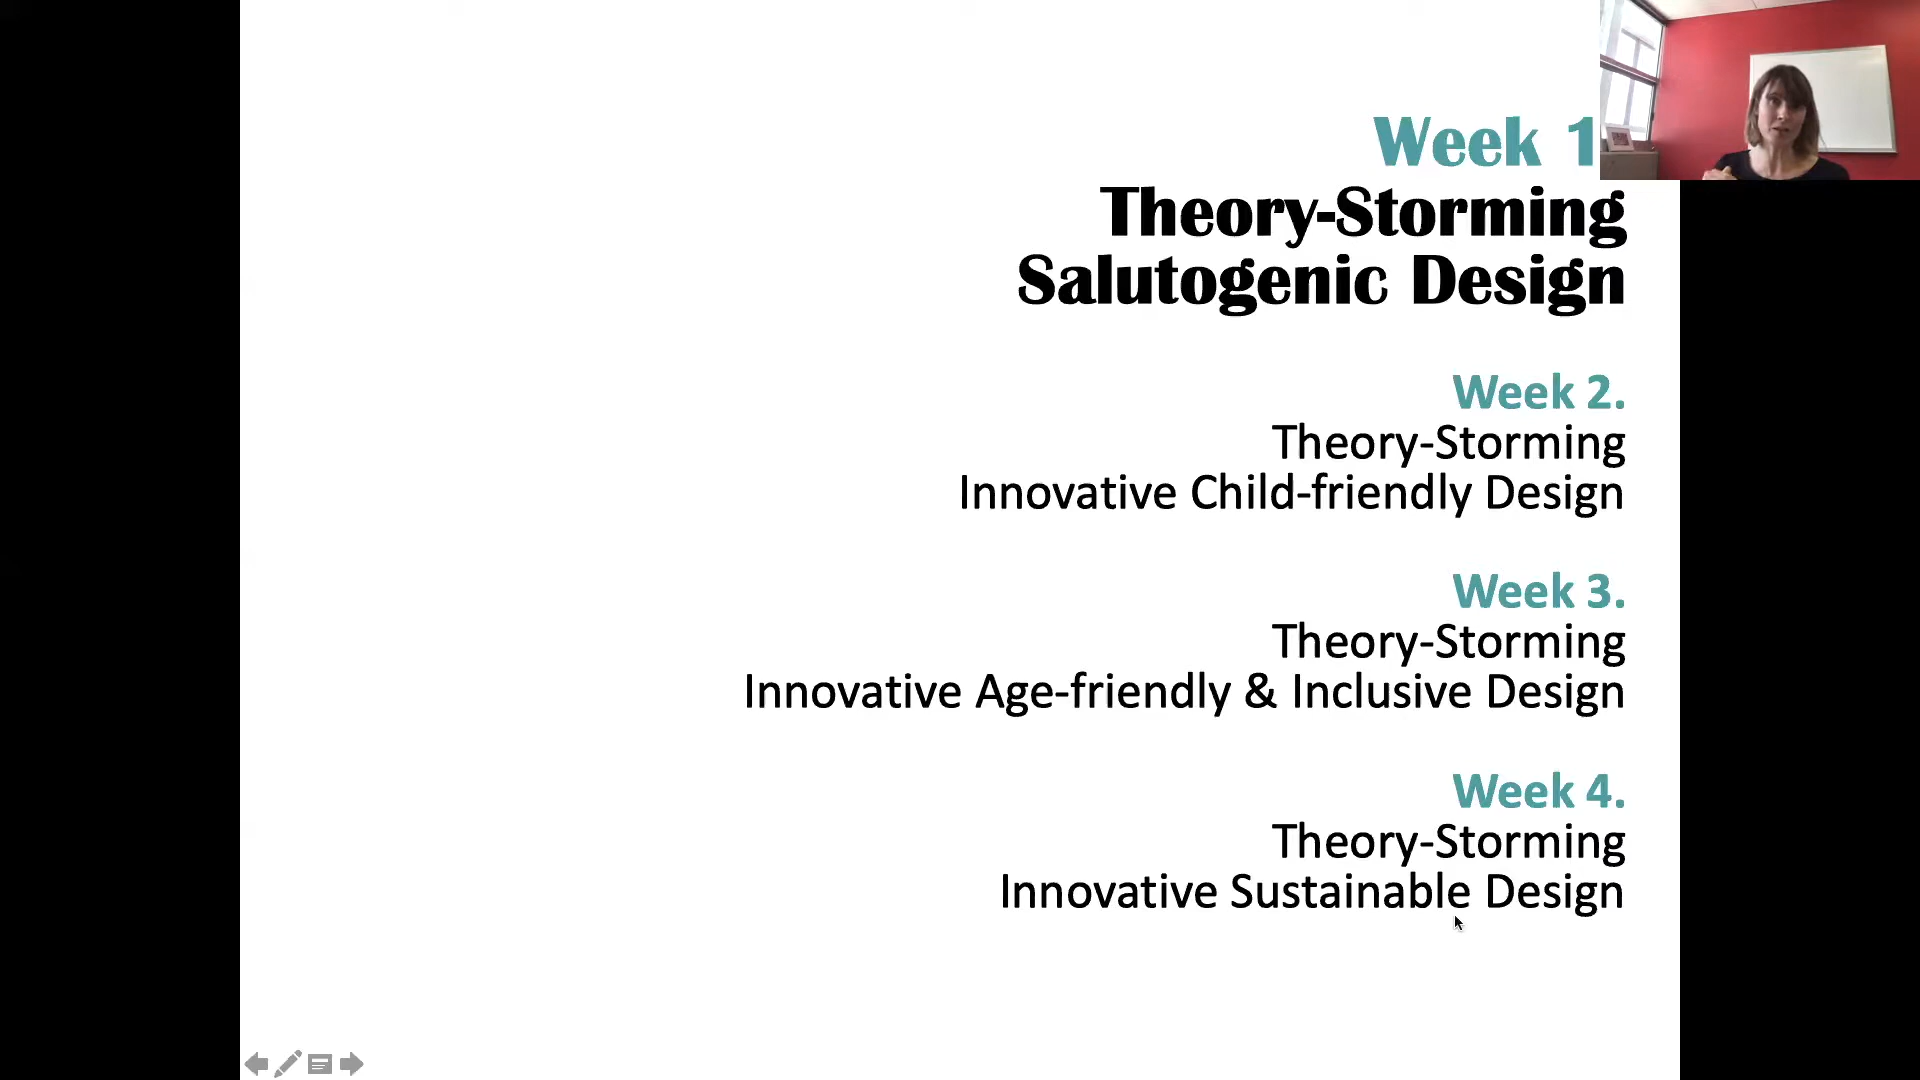 Week 1
Theory-Storming
Salutogenic Design
Week 2.
Theory-Storming
Innovative Child-friendly Design
Week 3.
Theory-Storming
Innovative Age-friendly & Inclusive Design
Week 4.
Theory-Storming
Innovative Sustainable Design